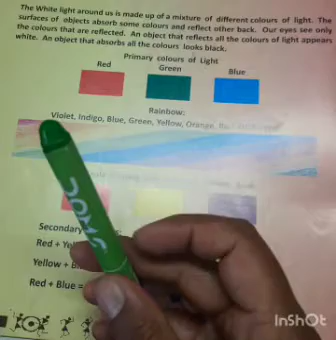 The White light around us is made up of a mixture of different colours of light. The
surfaces of objects absorb some colours and reflect other back. Our eyes see only
the colours that are reflected. An object that reflects all the colours of light appears
white. An object that absorbs all the colours looks black.
Primary colours of Light
Red Green Blue
Rainbow:
Violet, Indigo, Blue, Green, Yellow, Orange,
Secondary
Red +
Yellow +
Red + Blue =
InShOt